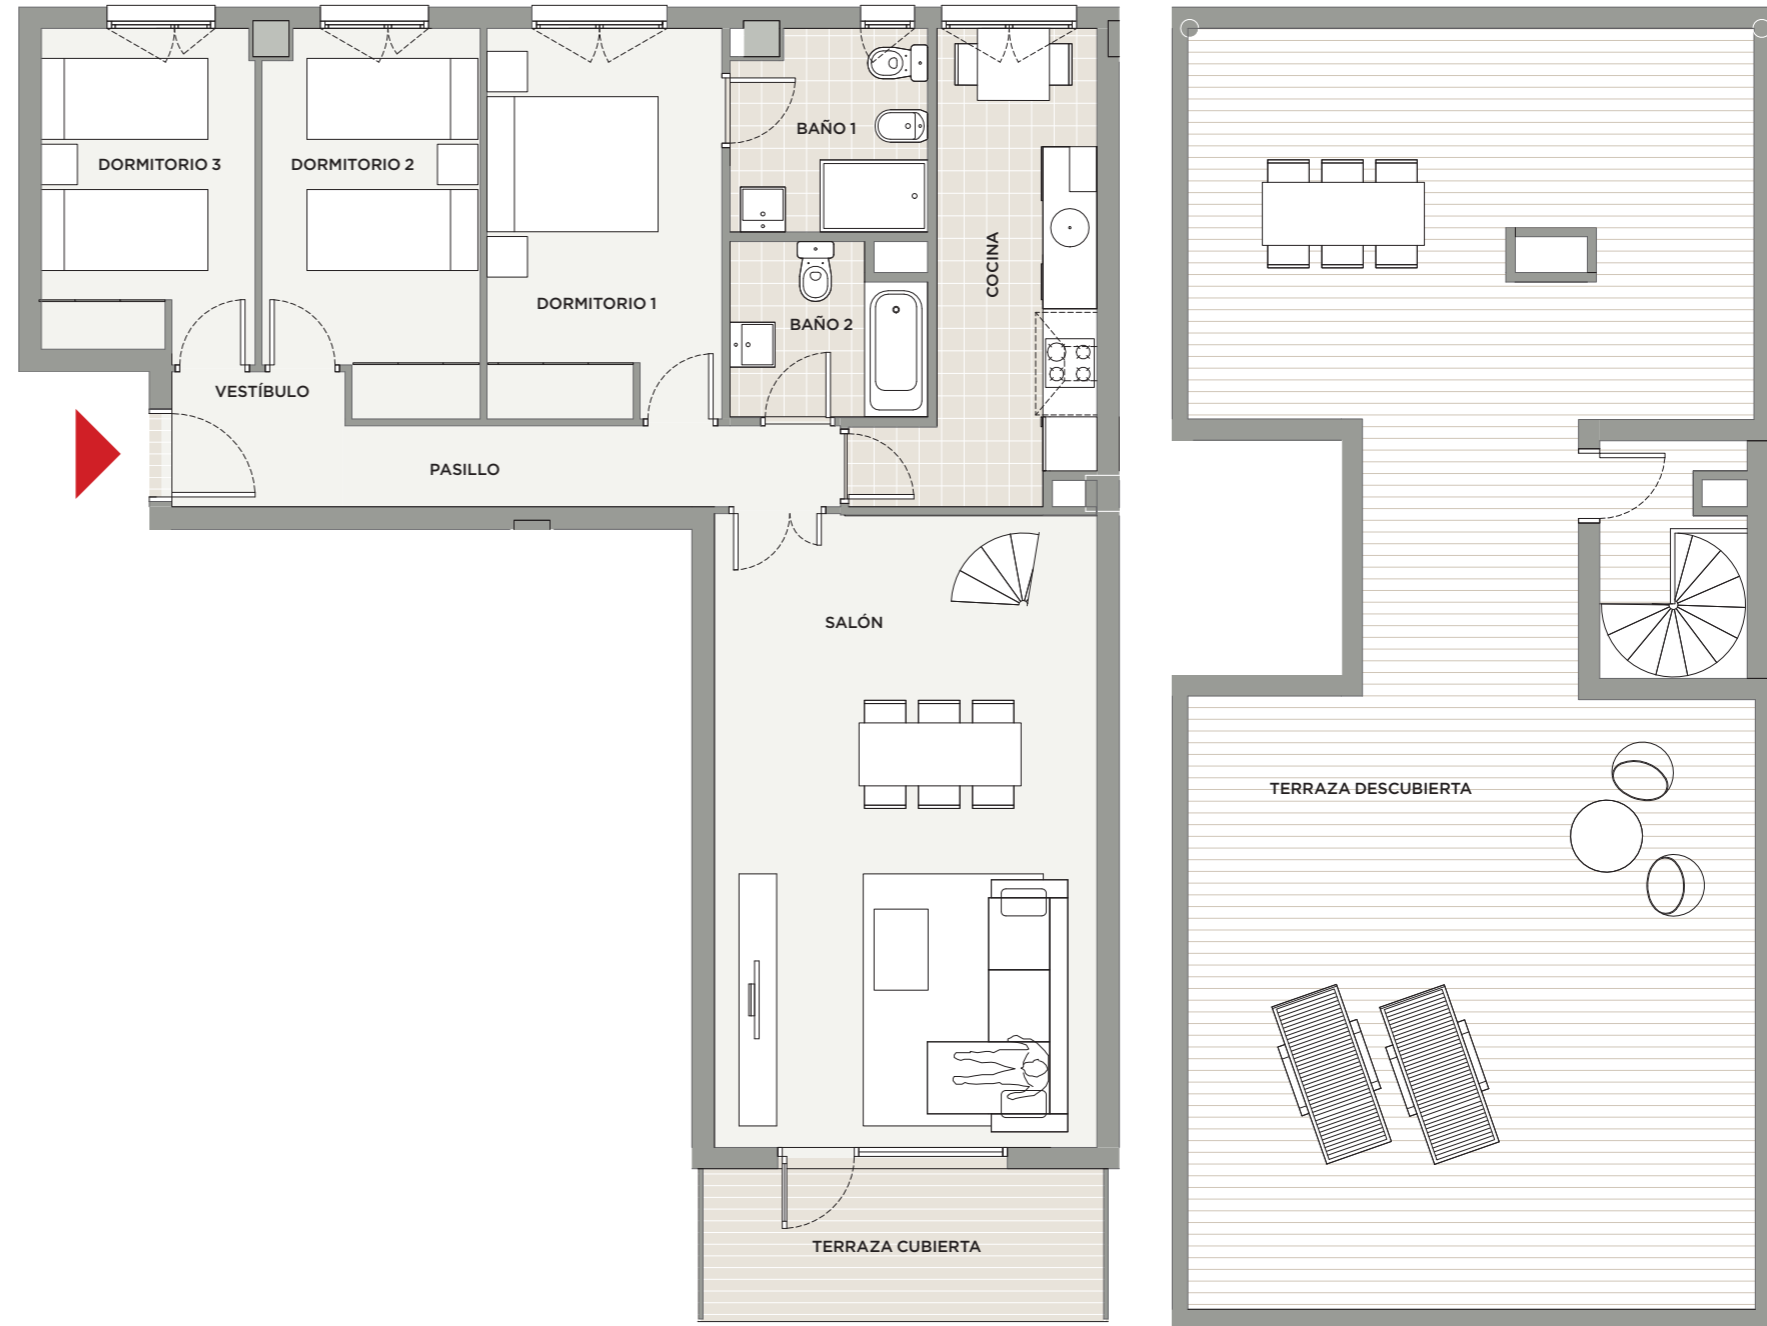 BAÑO 1
DORMITORIO 3
DORMITORIO 2
COCINA
DORMITORIO 1
BAÑO 2
VESTÍBULO
PASILLO
SALÓN
TERRAZA DESCUBIERTA
TERRAZA CUBIERTA